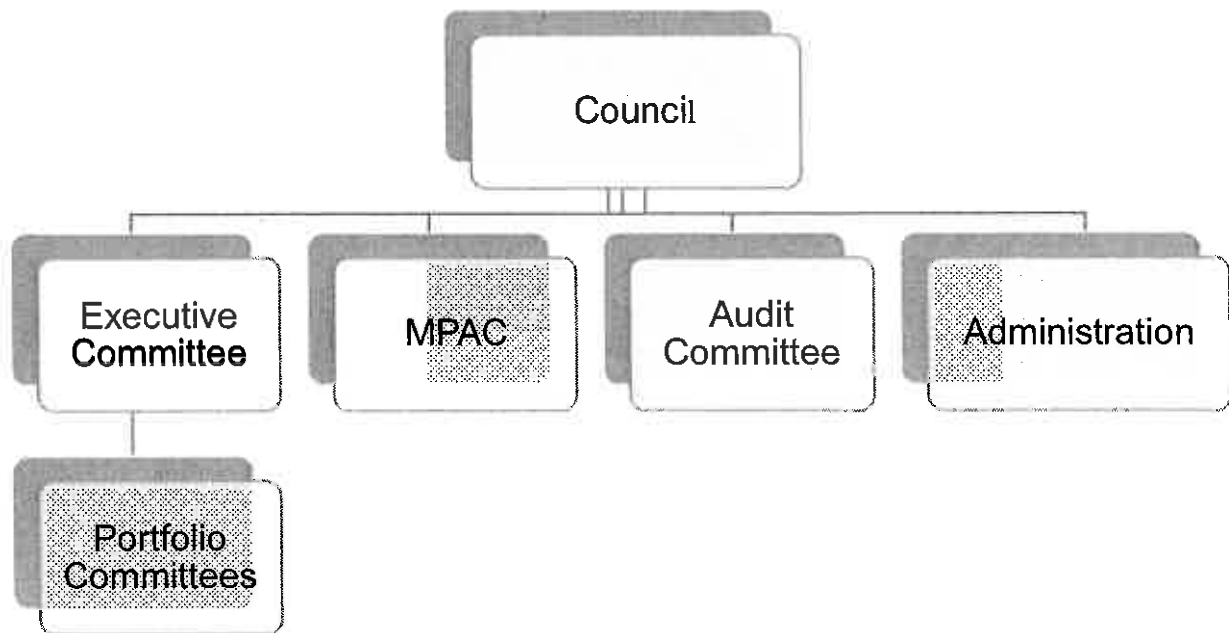 Council
Executive
Committee
MPAC
Audit
Committee
Administration
Portfolio
Committees